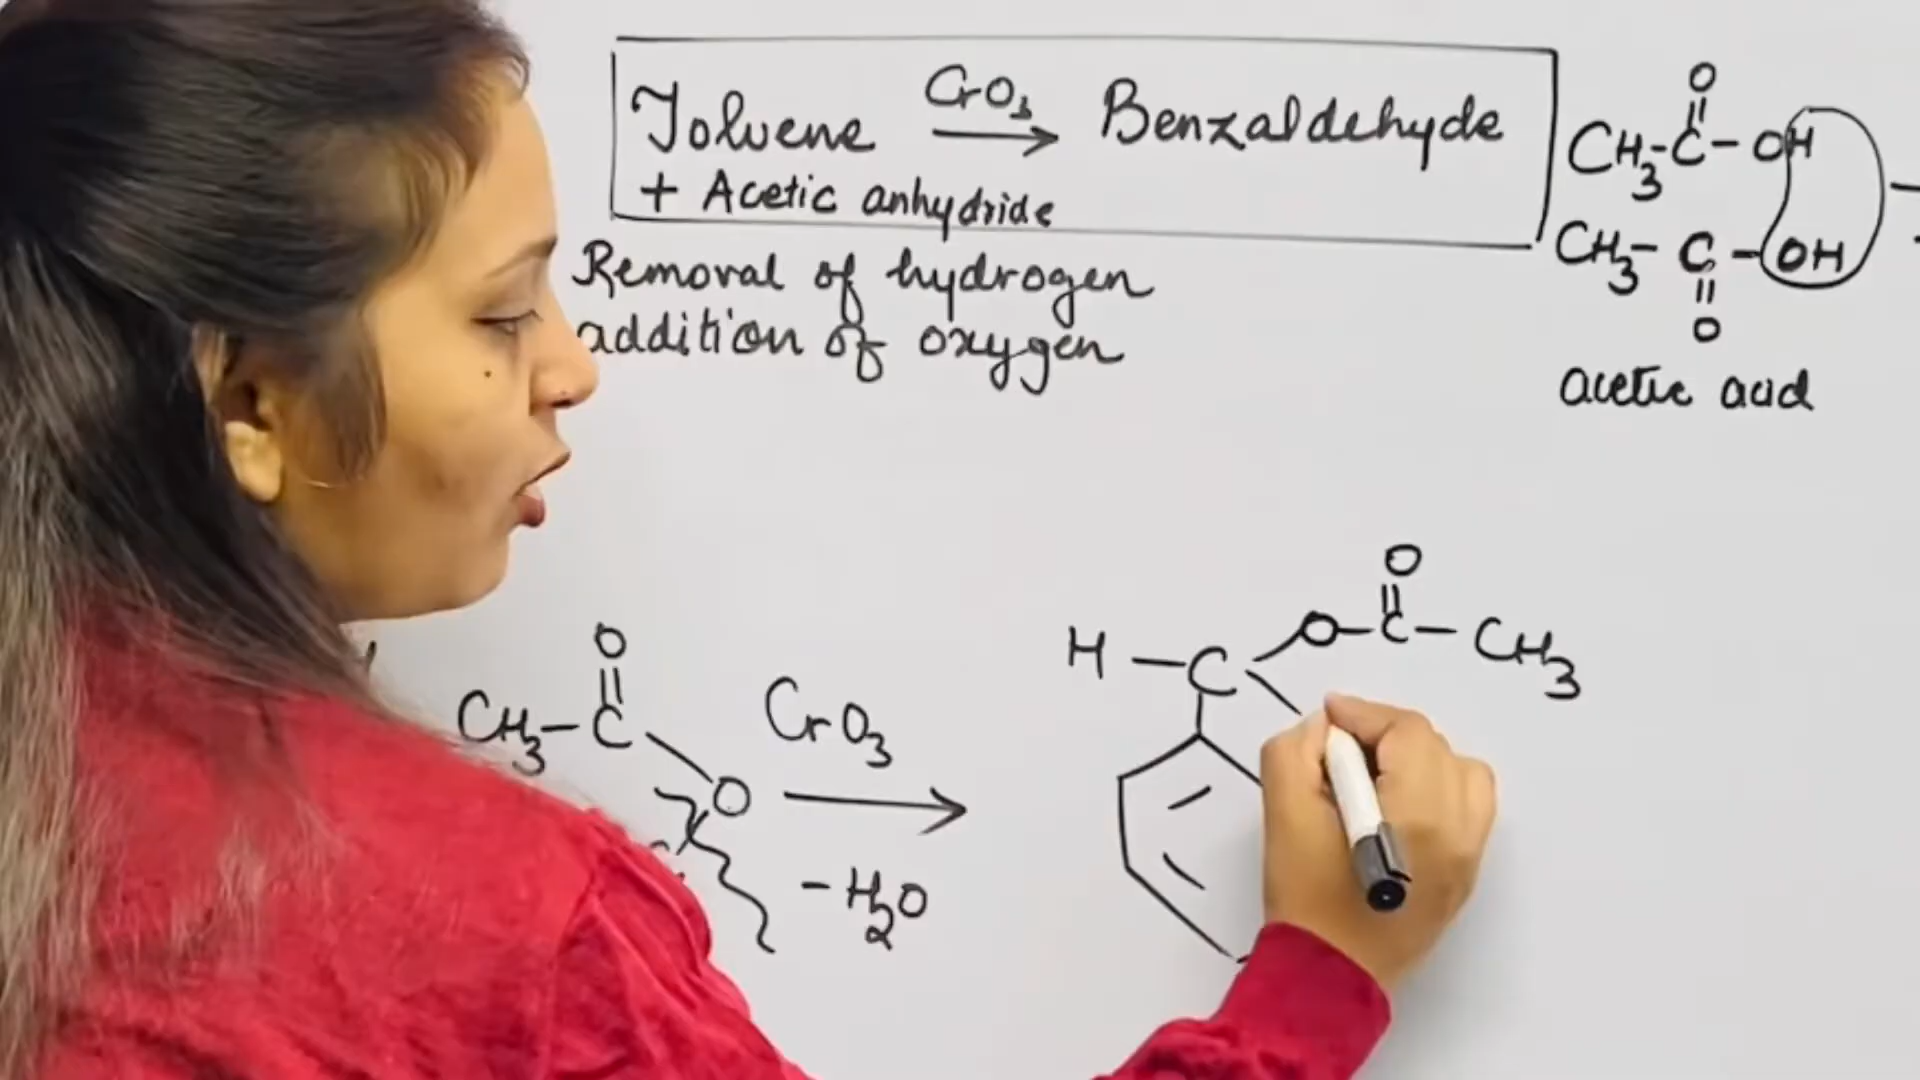 Toluene CrO3 → Benzaldehyde
+ Acetic anhydride
Removal of hydrogen
addition of oxygen
O
CH3-C-OH
CH3-C-OH
O
acetic acid
O
CH3-C
O
CrO3
-H2O
O
H-C O-C-CH3